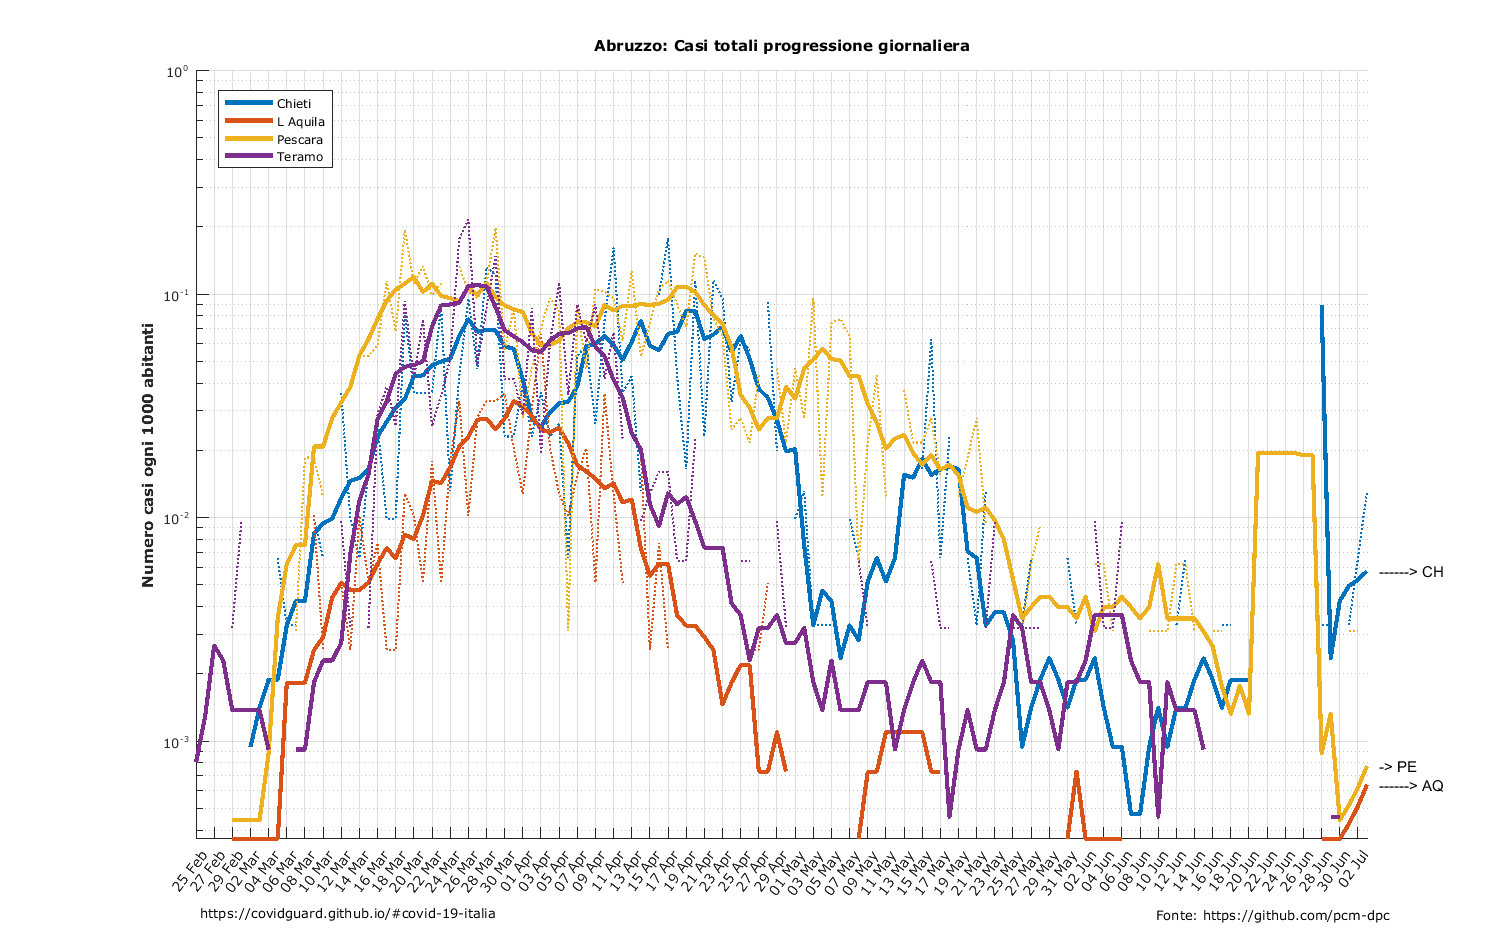 Abruzzo: Casi totali progressione giornaliera
Numero casi ogni 1000 abitanti
10^0
10^-1
10^-2
10^-3
Chieti
L Aquila
Pescara
Teramo
------> CH
-> PE
------> AQ
25 Feb
27 Feb
29 Feb
02 Mar
04 Mar
06 Mar
08 Mar
10 Mar
12 Mar
14 Mar
16 Mar
18 Mar
20 Mar
22 Mar
24 Mar
26 Mar
28 Mar
30 Mar
01 Apr
03 Apr
05 Apr
07 Apr
09 Apr
11 Apr
13 Apr
15 Apr
17 Apr
19 Apr
21 Apr
23 Apr
25 Apr
27 Apr
29 Apr
01 May
03 May
05 May
07 May
09 May
11 May
13 May
15 May
17 May
19 May
21 May
23 May
25 May
27 May
29 May
31 May
02 Jun
04 Jun
06 Jun
08 Jun
10 Jun
12 Jun
14 Jun
16 Jun
18 Jun
20 Jun
22 Jun
24 Jun
26 Jun
28 Jun
30 Jun
02 Jul
https://covidguard.github.io/#covid-19-italia
Fonte: https://github.com/pcm-dpc